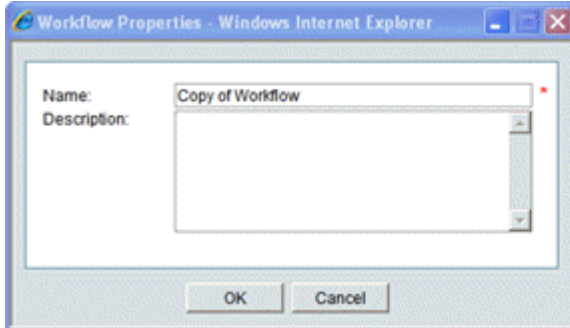 Workflow Properties - Windows Internet Explorer
Name: Copy of Workflow *
Description:
OK Cancel